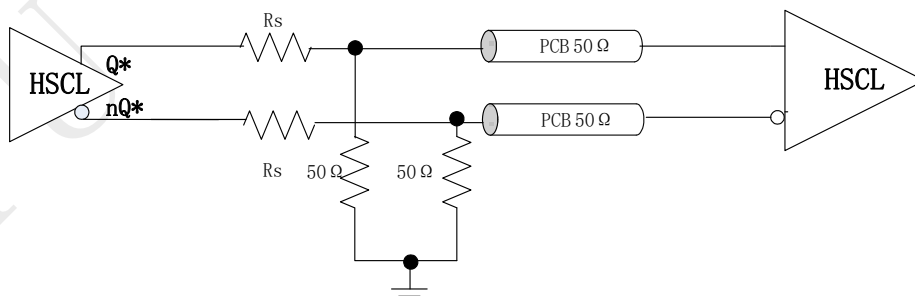 Rs
PCB 50 Ω
Q*
HSCL
HSCL
nQ*
PCB 50 Ω
Rs
50 Ω
50 Ω